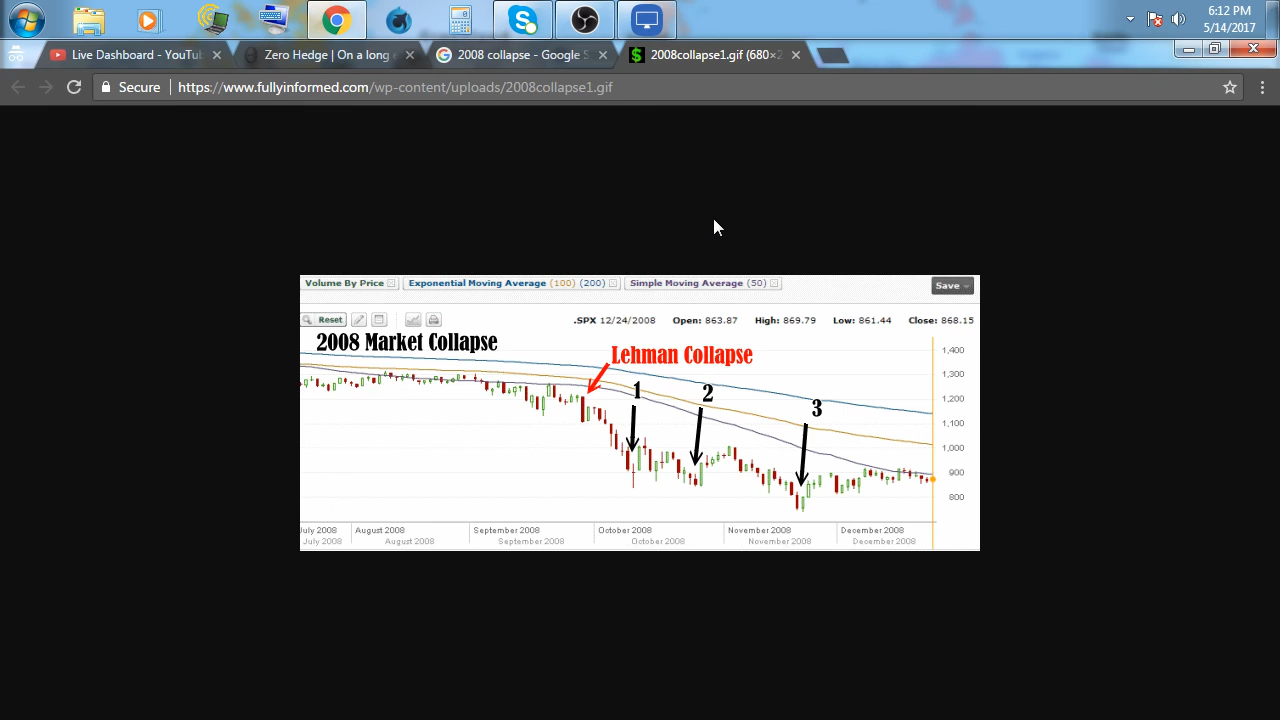 6:12 PM
5/14/2017
Live Dashboard - YouTub
Zero Hedge | On a long e
2008 collapse - Google S
2008collapse1.gif (680×2
Secure
https://www.fullyinformed.com/wp-content/uploads/2008collapse1.gif
Volume By Price
Exponential Moving Average (100) (200)
Simple Moving Average (50)
Save
Reset
.SPX 12/24/2008 Open: 863.87 High: 869.79 Low: 861.44 Close: 868.15
2008 Market Collapse
Lehman Collapse
1
2
3
1,400
1,300
1,200
1,100
1,000
900
800
July 2008 August 2008 September 2008 October 2008 November 2008 December 2008
July 2008 August 2008 September 2008 October 2008 November 2008 December 2008